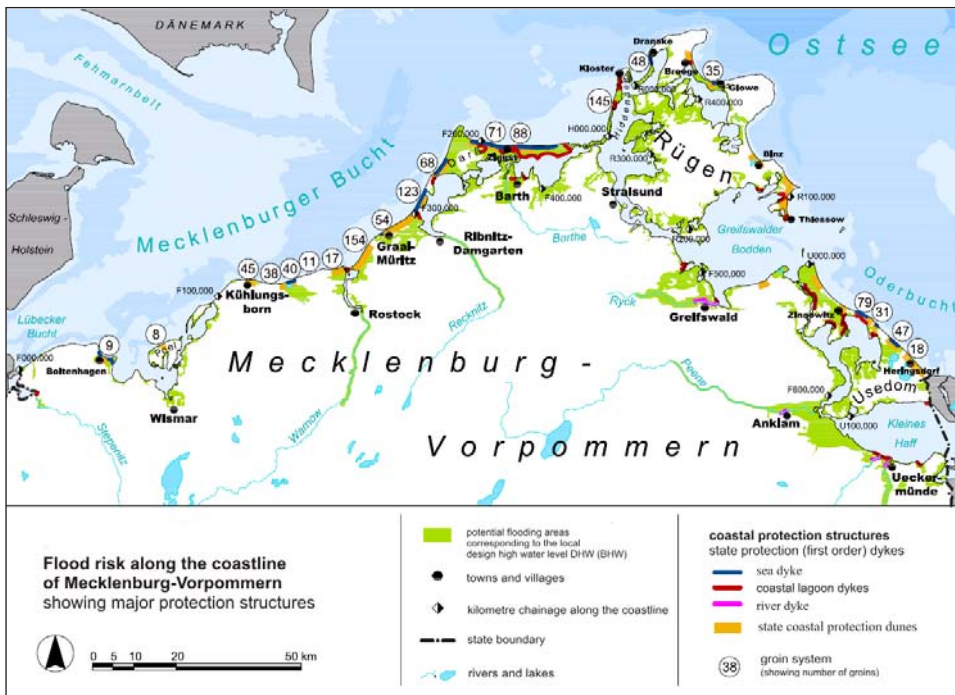 DÄNEMARK
Ostsee
Fehmarnbelt
Dranske
48
Breege
35
Glowe
Kloster
R000,000
R400,000
145
Hiddensee
H000,000
F200,000
71
88
Darß
Zingst
Rügen
R300,000
Binz
68
Mecklenburger Bucht
Barth
F400,000
Stralsund
R100,000
Thiessow
123
F300,000
Schleswig -
Holstein
54
Graal-
Müritz
Ribnitz-
Damgarten
Barthe
R200,000
Greifswalder
Bodden
U000,000
Oderbucht
154
17
11
40
38
45
Kühlungs-
born
F100,000
F500,000
Ryck
Greifswald
Zinnowitz
79
31
47
18
Heringsdorf
Rostock
Recknitz
Lübecker
Bucht
8
Poel
9
Boltenhagen
F000,000
Mecklenburg -
Peene
F600,000
Usedom
Wismar
Warnow
Anklam
U100,000
Kleines
Haff
Vorpommern
Uecker-
münde
Flood risk along the coastline
of Mecklenburg-Vorpommern
showing major protection structures
0 5 10 20 30 50 km
potential flooding areas
corresponding to the local
design high water level DHW (BHW)
towns and villages
kilometre chainage along the coastline
state boundary
rivers and lakes
coastal protection structures
state protection (first order) dykes
sea dyke
coastal lagoon dykes
river dyke
state coastal protection dunes
38
groin system
(showing number of groins)